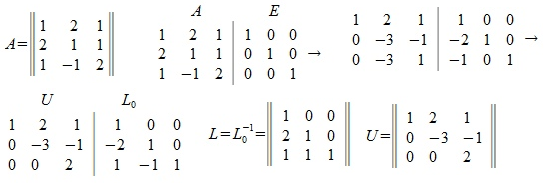 A = ‖ 1 2 1 ‖ A E
‖ 2 1 1 ‖ 1 2 1 | 1 0 0
‖ 1 −1 2 ‖ 2 1 1 | 0 1 0 →
1 −1 2 | 0 0 1
1 2 1 | 1 0 0
0 −3 −1 | −2 1 0 →
0 −3 1 | −1 0 1
U L₀
1 2 1 | 1 0 0
0 −3 −1 | −2 1 0
0 0 2 | 1 −1 1
L = L₀⁻¹ = ‖ 1 0 0 ‖
‖ 2 1 0 ‖
‖ 1 1 1 ‖
U = ‖ 1 2 1 ‖
‖ 0 −3 −1 ‖
‖ 0 0 2 ‖